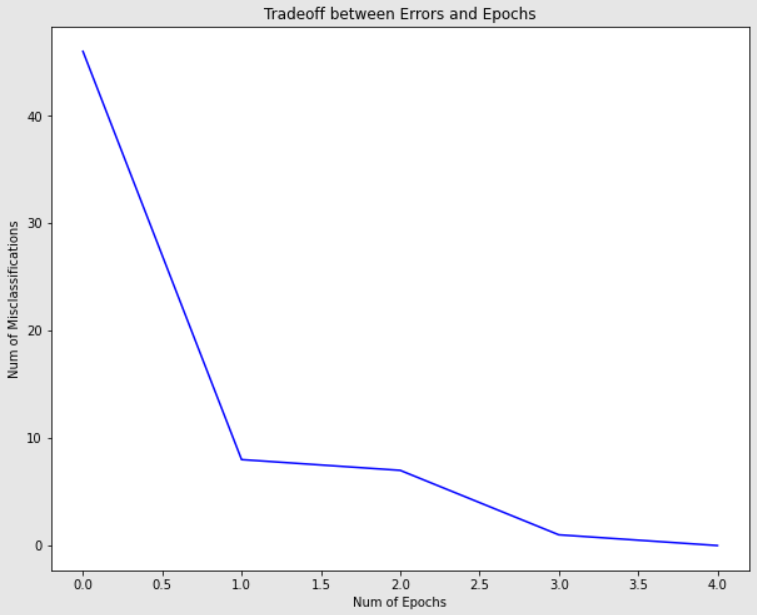 Tradeoff between Errors and Epochs
Num of Misclassifications
40
30
20
10
0
0.0 0.5 1.0 1.5 2.0 2.5 3.0 3.5 4.0
Num of Epochs